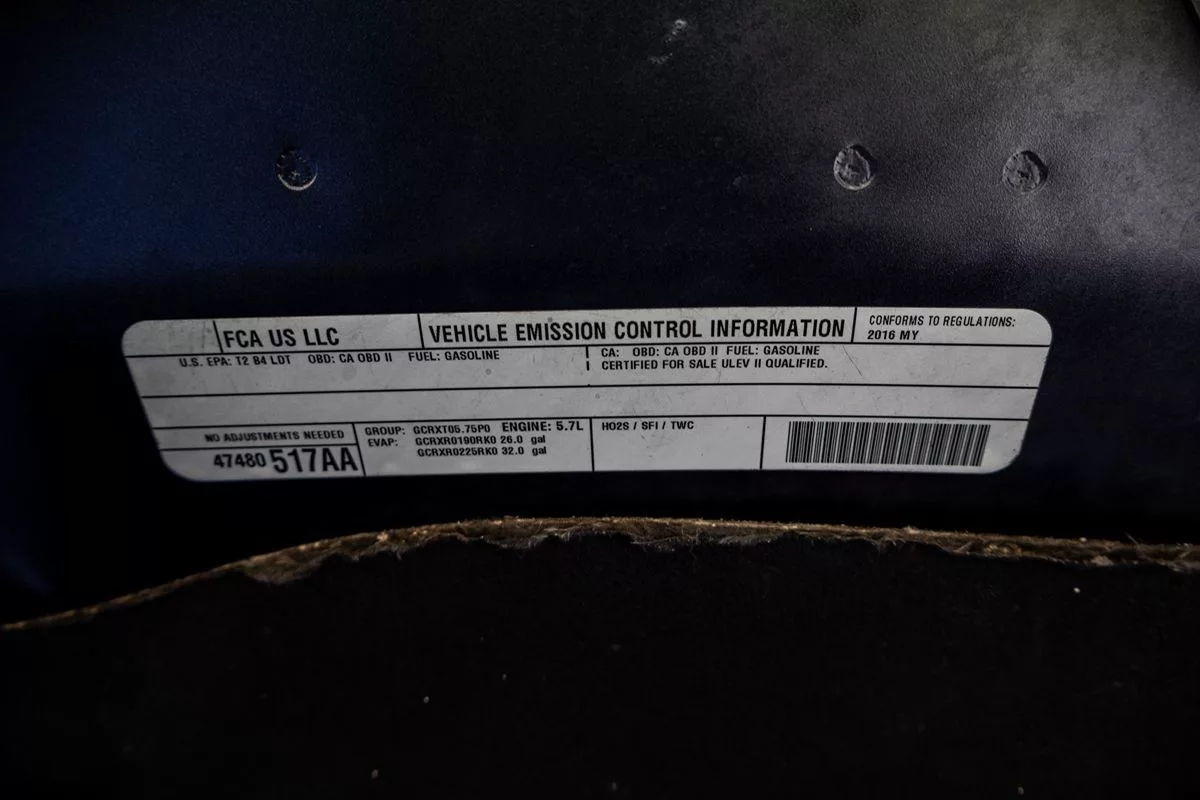 FCA US LLC
VEHICLE EMISSION CONTROL INFORMATION
CONFORMS TO REGULATIONS:
2016 MY
U.S. EPA: T2 B4 LDT OBD: CA OBD II FUEL: GASOLINE
CA: OBD: CA OBD II FUEL: GASOLINE
CERTIFIED FOR SALE ULEV II QUALIFIED.
NO ADJUSTMENTS NEEDED
47480 517AA
GROUP: GCRXT05.75P0 ENGINE: 5.7L
EVAP: GCRXR0190RK0 26.0 gal
GCRXR0225RK0 32.0 gal
HO2S / SFI / TWC